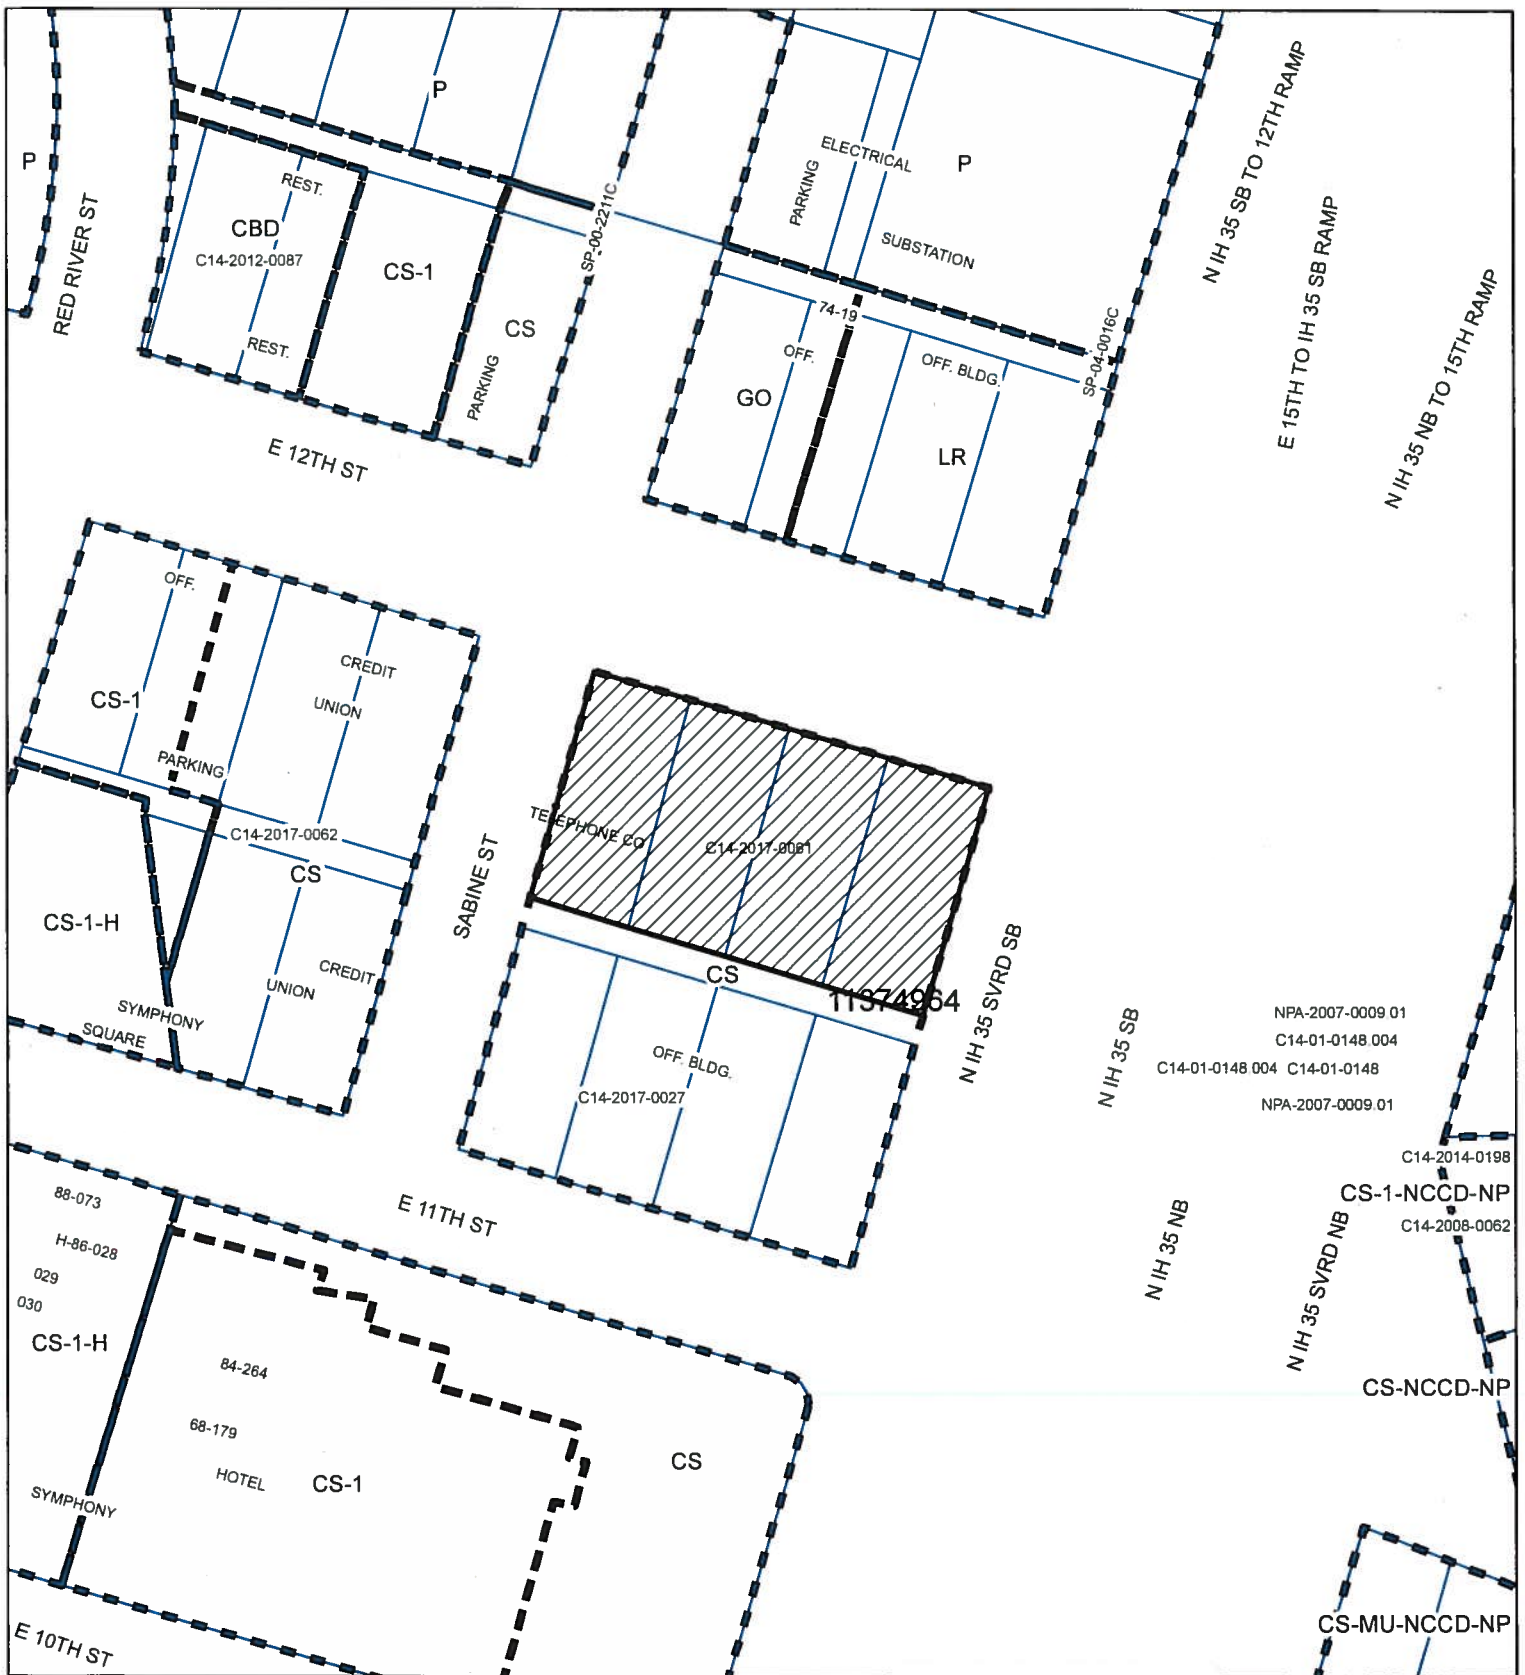 P
P
RED RIVER ST
REST.
CBD
C14-2012-0087
REST.
CS-1
CS
PARKING
SP-00-2211C
PARKING
ELECTRICAL
P
SUBSTATION
74-19
OFF.
GO
OFF. BLDG.
LR
SP-04-0016C
N IH 35 SB TO 12TH RAMP
E 15TH TO IH 35 SB RAMP
N IH 35 NB TO 15TH RAMP
E 12TH ST
OFF.
CREDIT
UNION
CS-1
PARKING
C14-2017-0062
CS
CS-1-H
CREDIT
UNION
SYMPHONY
SQUARE
SABINE ST
TELEPHONE CO
C14-2017-0061
CS
11374964
OFF. BLDG.
C14-2017-0027
N IH 35 SVRD SB
N IH 35 SB
NPA-2007-0009.01
C14-01-0148.004
C14-01-0148.004 C14-01-0148
NPA-2007-0009.01
C14-2014-0198
CS-1-NCCD-NP
C14-2008-0062
N IH 35 NB
N IH 35 SVRD NB
CS-NCCD-NP
E 11TH ST
88-073
H-86-028
029
030
CS-1-H
84-264
68-179
HOTEL
CS-1
CS
SYMPHONY
E 10TH ST
CS-MU-NCCD-NP